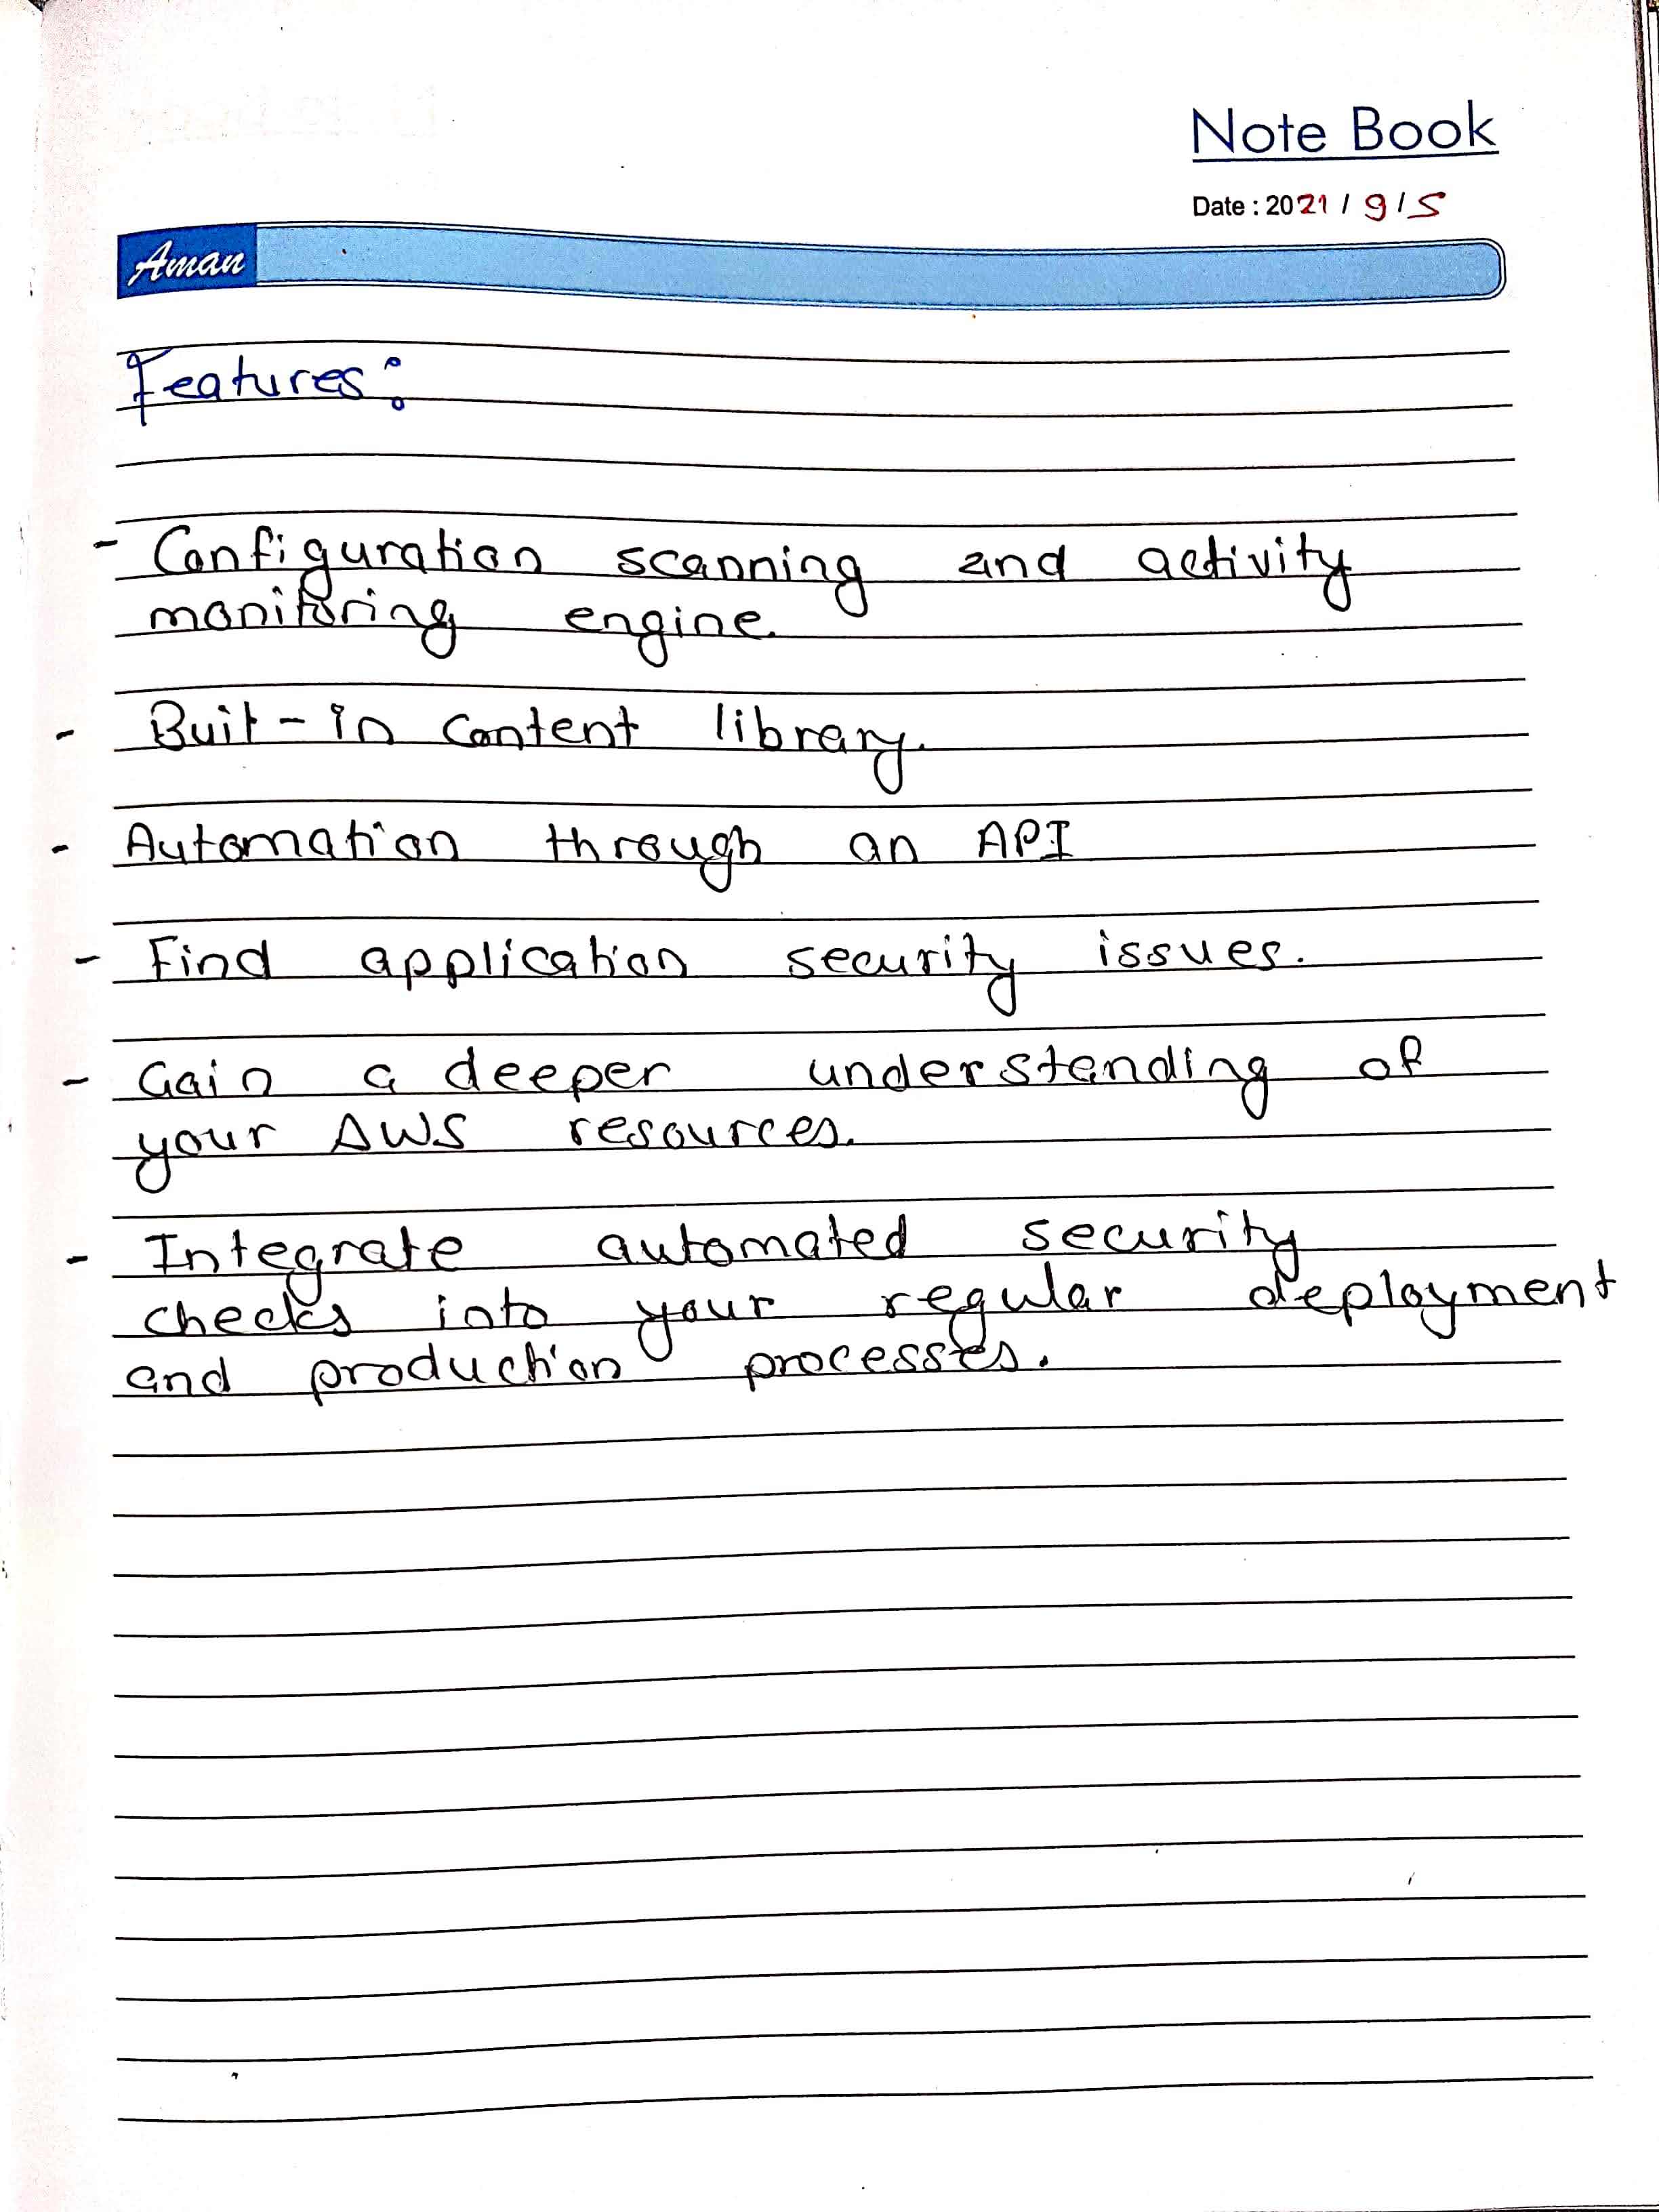 Note Book
Date : 2021 / 9 / 5
Aman
Features:
- Configuration scanning and activity
monitoring engine.
- Buit-in content library.
- Automation through an API
- Find application security issues.
- Gain a deeper understanding of
your AWS resources.
- Integrate automated security
checks into your regular deployment
and production processes.